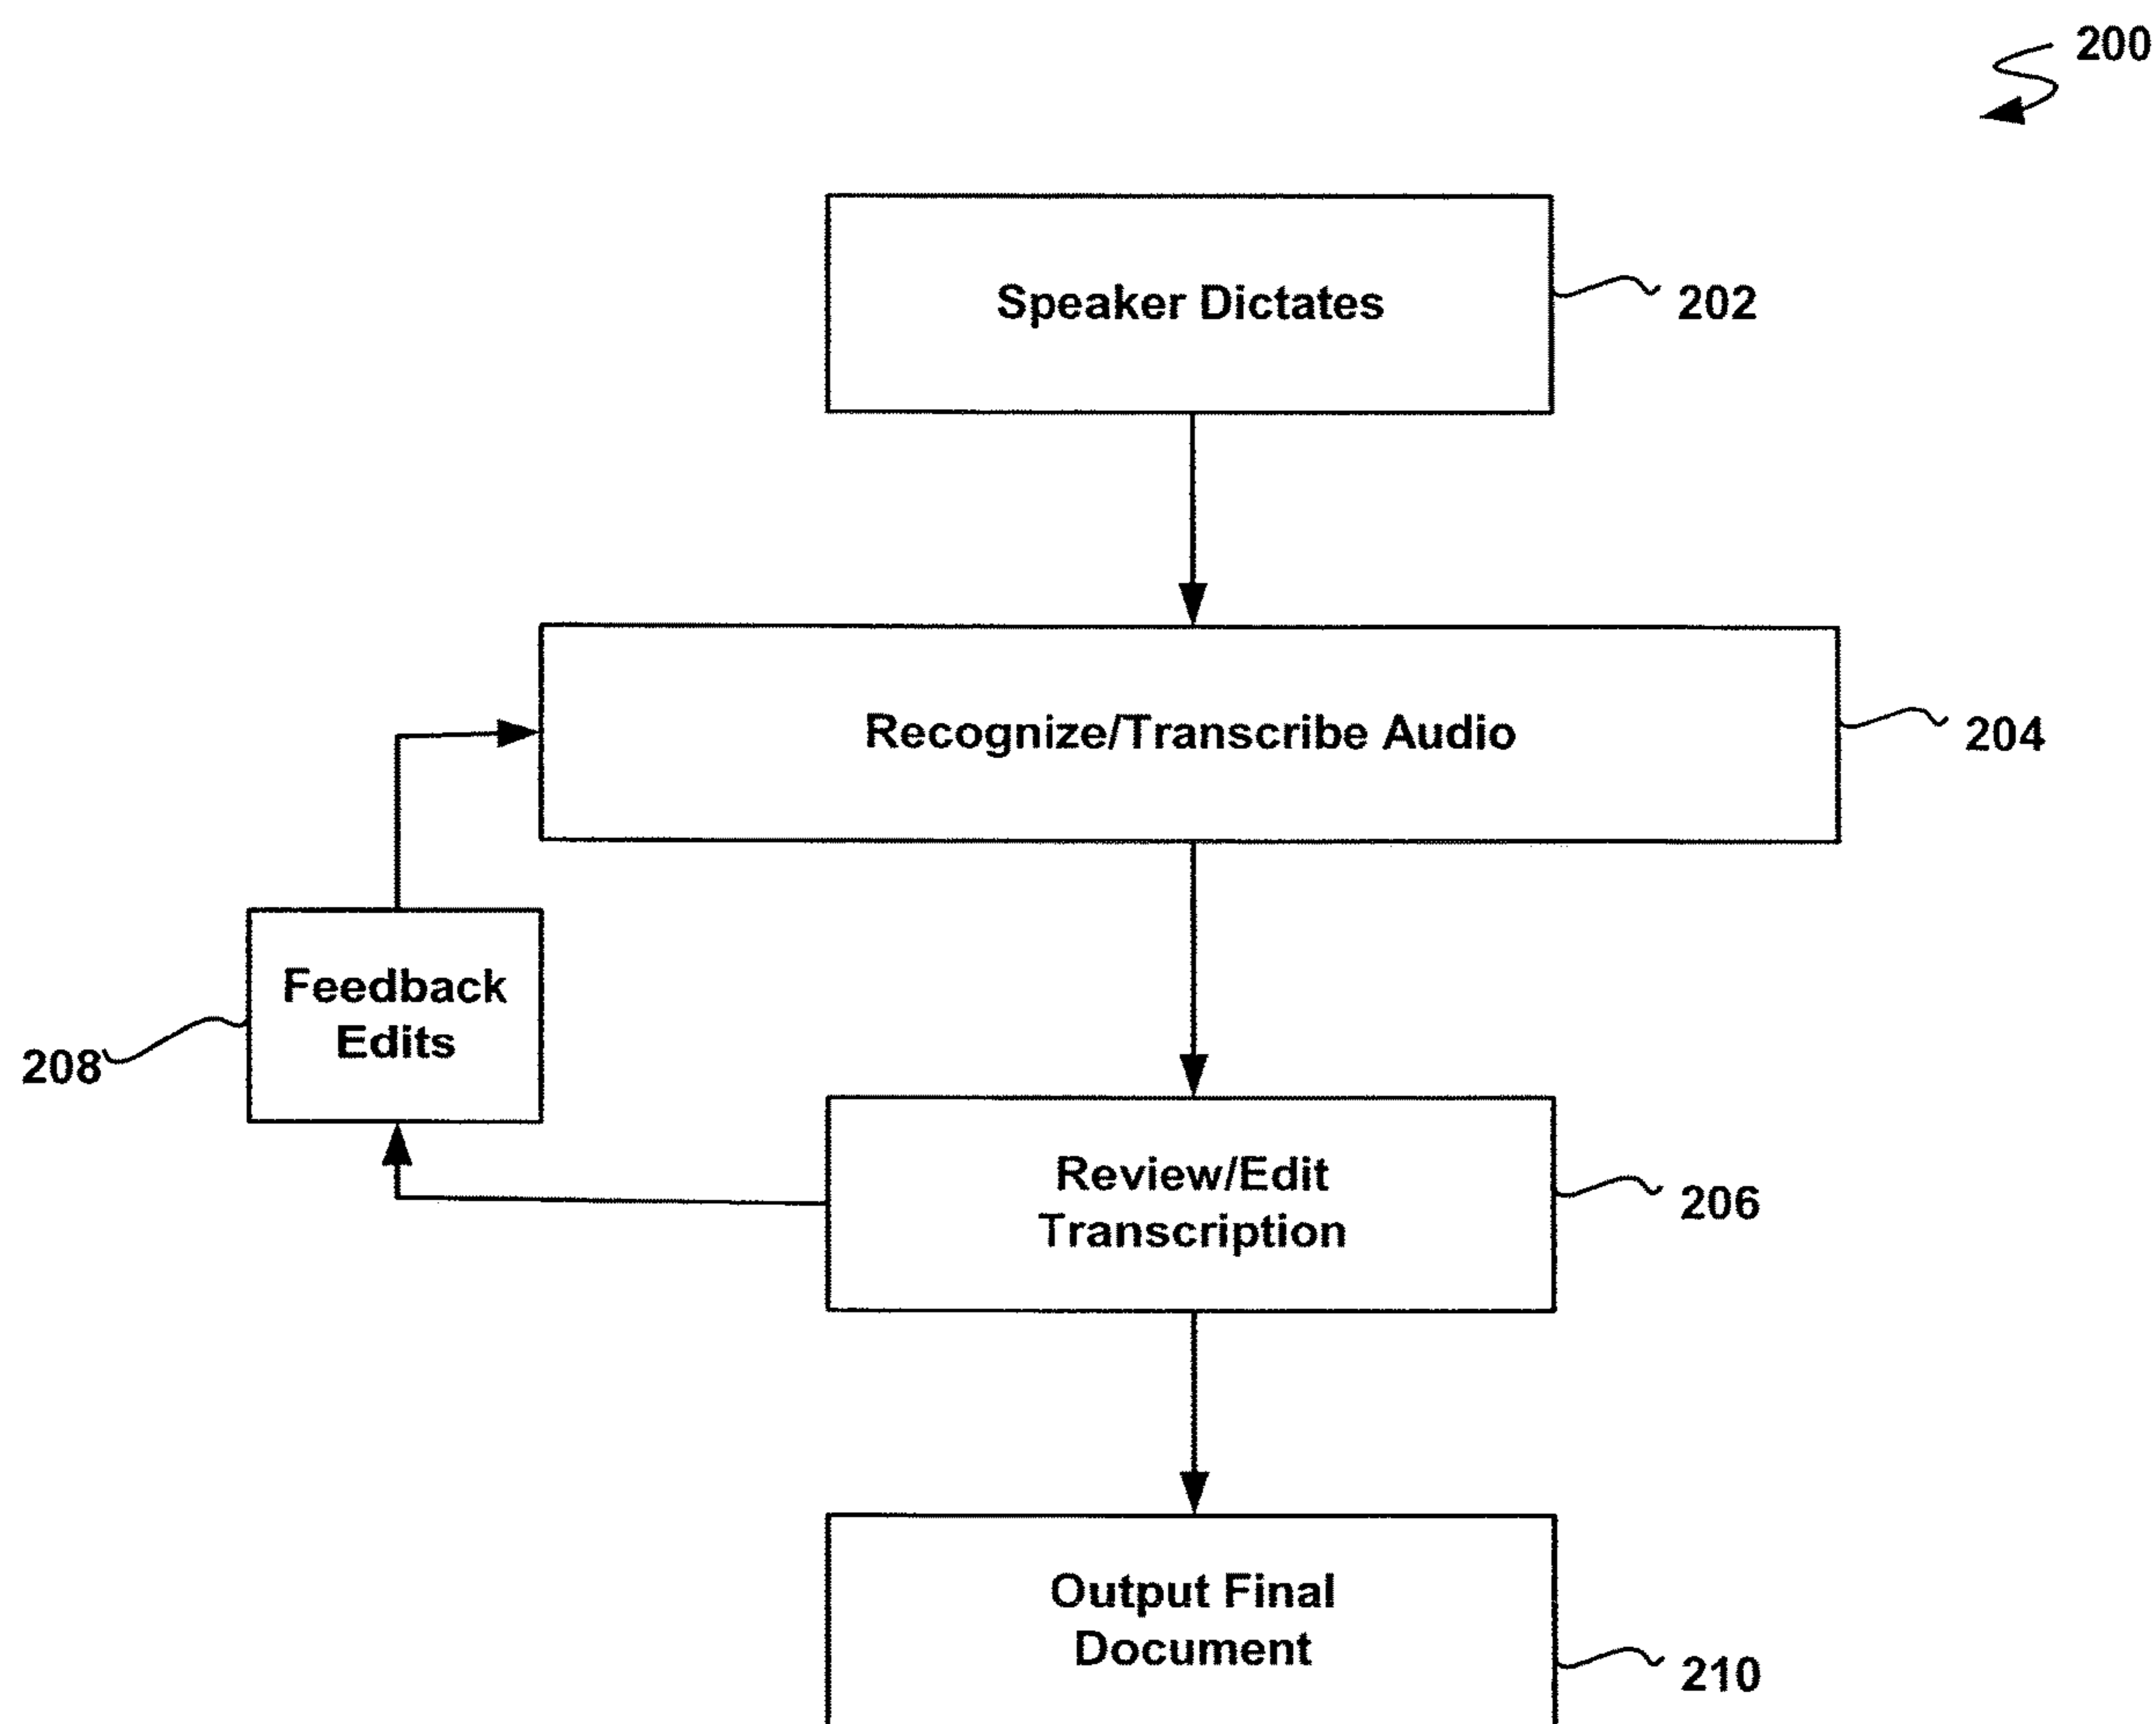 200
Speaker Dictates
202
Recognize/Transcribe Audio
204
Feedback
Edits
208
Review/Edit
Transcription
206
Output Final
Document
210